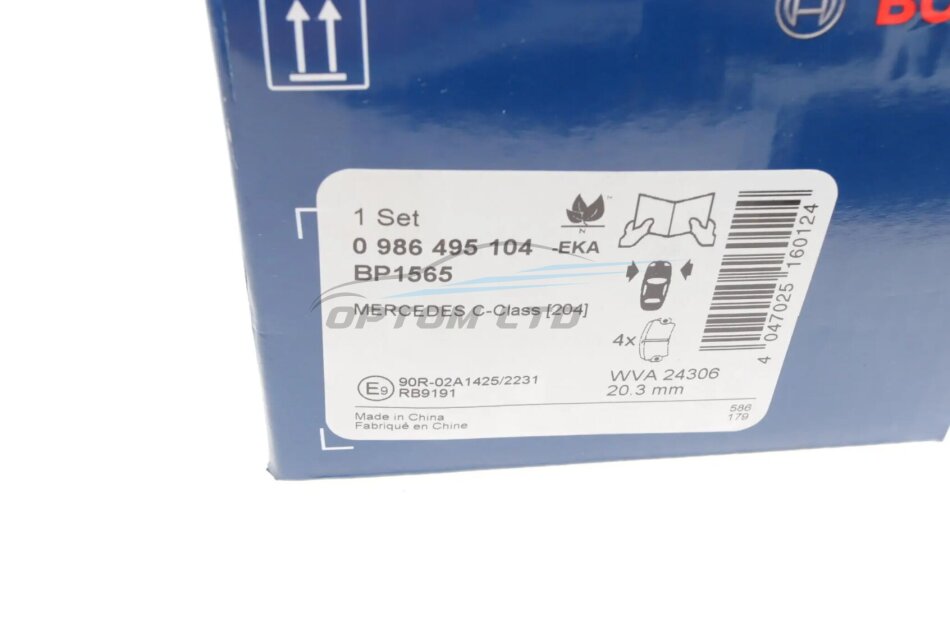 BO
1 Set
0 986 495 104 -EKA
BP1565
MERCEDES C-Class [204]
OPTOM LTD
4x
E9
90R-02A1425/2231
RB9191
WVA 24306
20.3 mm
Made in China
Fabriqué en Chine
586
179
4 047025 160124
N